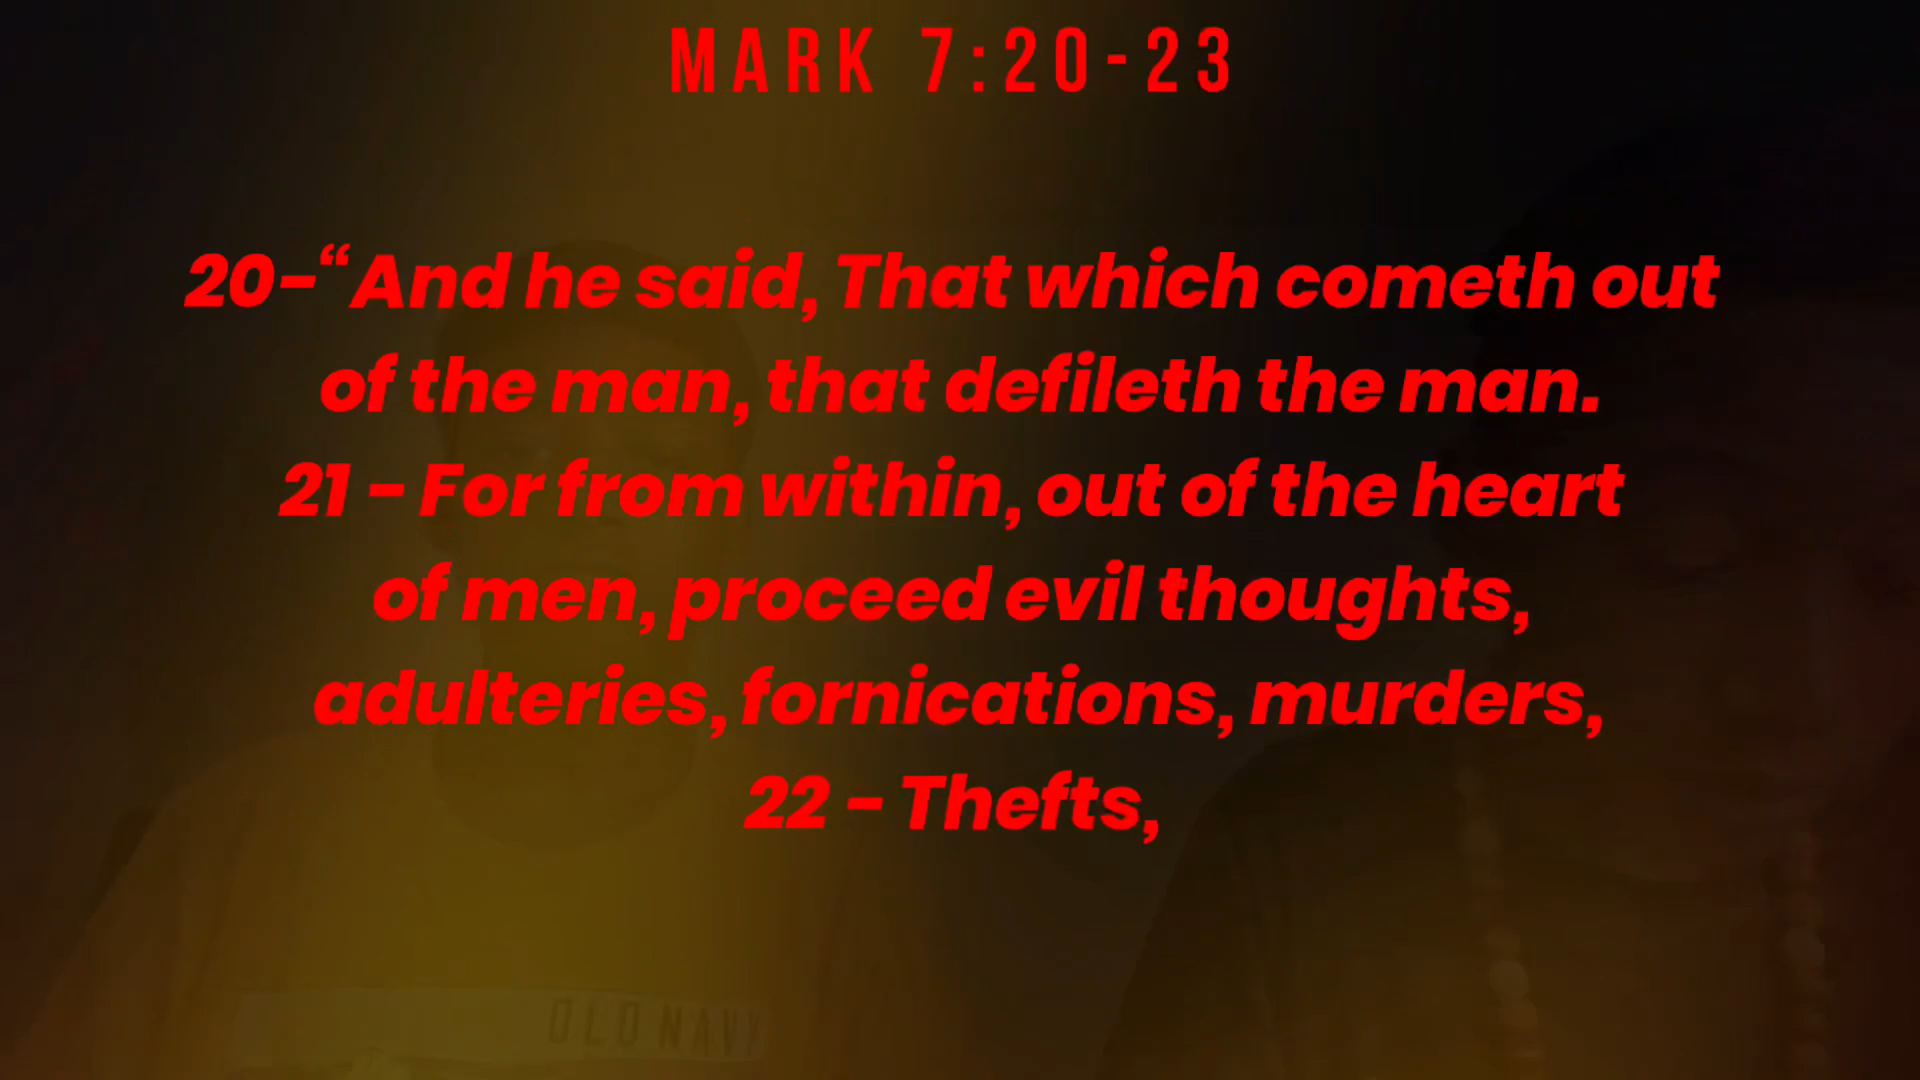 MARK 7:20-23
20-“And he said, That which cometh out
of the man, that defileth the man.
21 - For from within, out of the heart
of men, proceed evil thoughts,
adulteries, fornications, murders,
22 - Thefts,
OLD NAVY